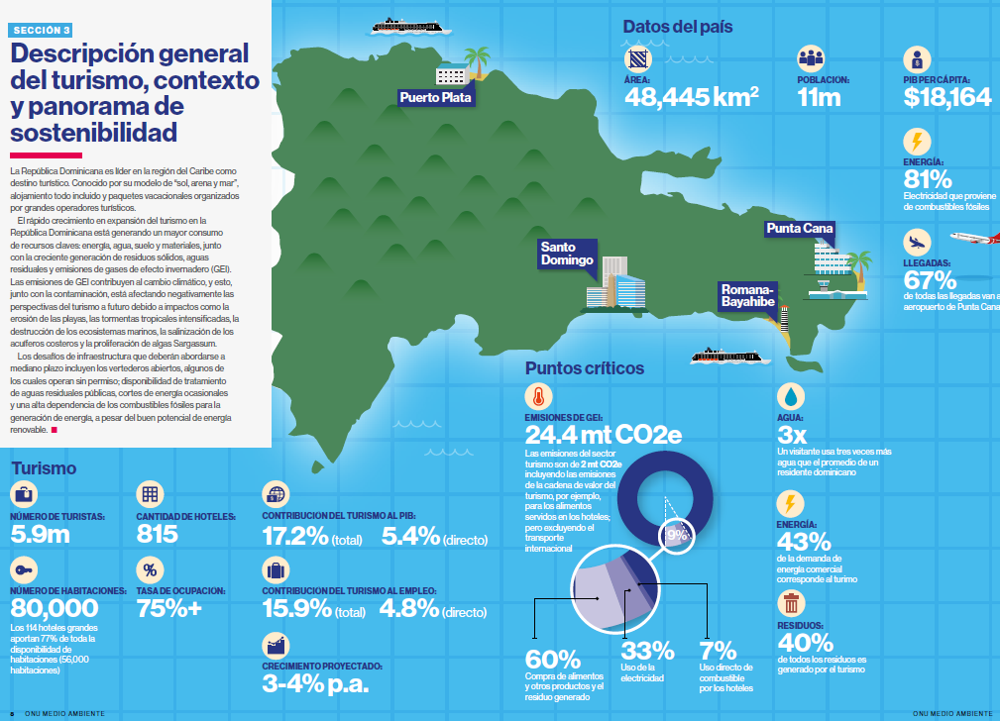 SECCIÓN 3
Descripción general
del turismo, contexto
y panorama de
sostenibilidad
La República Dominicana es líder en la región del Caribe como
destino turístico. Conocido por su modelo de “sol, arena y mar”,
alojamiento todo incluido y paquetes vacacionales organizados
por grandes operadores turísticos.
El rápido crecimiento en expansión del turismo en la
República Dominicana está generando un mayor consumo
de recursos claves: energía, agua, suelo y materiales, junto
con la creciente generación de residuos sólidos, aguas
residuales y emisiones de gases de efecto invernadero (GEI).
Las emisiones de GEI contribuyen al cambio climático, y esto,
junto con la contaminación, está afectando negativamente las
perspectivas del turismo a futuro debido a impactos como la
erosión de las playas, las tormentas tropicales intensificadas, la
destrucción de los ecosistemas marinos, la salinización de los
acuíferos costeros y la proliferación de algas Sargassum.
Los desafíos de infraestructura que deberán abordarse a
mediano plazo incluyen los vertederos abiertos, algunos de
los cuales operan sin permiso; disponibilidad de tratamiento
de aguas residuales públicas, cortes de energía ocasionales
y una alta dependencia de los combustibles fósiles para la
generación de energía, a pesar del buen potencial de energía
renovable.
Puerto Plata
Santo
Domingo
Punta Cana
Romana-
Bayahibe
Datos del país
ÁREA:
48,445 km²
POBLACION:
11m
PIB PER CÁPITA:
$18,164
ENERGÍA:
81%
Electricidad que proviene
de combustibles fósiles
LLEGADAS:
67%
de todas las llegadas van a
aeropuerto de Punta Cana
Turismo
NÚMERO DE TURISTAS:
5.9m
CANTIDAD DE HOTELES:
815
CONTRIBUCION DEL TURISMO AL PIB:
17.2% (total) 5.4% (directo)
NÚMERO DE HABITACIONES:
80,000
Los 114 hoteles grandes
aportan 77% de toda la
disponibilidad de
habitaciones (56,000
habitaciones)
TASA DE OCUPACION:
75%+
CONTRIBUCION DEL TURISMO AL EMPLEO:
15.9% (total) 4.8% (directo)
CRECIMIENTO PROYECTADO:
3-4% p.a.
Puntos críticos
EMISIONES DE GEI:
24.4 mt CO2e
Las emisiones del sector
turismo son de 2 mt CO2e
incluyendo las emisiones
de la cadena de valor del
turismo, por ejemplo,
para los alimentos
servidos en los hoteles;
pero excluyendo el
transporte
internacional
9%
60%
Compra de alimentos
y otros productos y el
residuo generado
33%
Uso de la
electricidad
7%
Uso directo de
combustible
por los hoteles
AGUA:
3x
Un visitante usa tres veces más
agua que el promedio de un
residente dominicano
ENERGÍA:
43%
de la demanda de
energía comercial
corresponde al turimo
RESIDUOS:
40%
de todos los residuos es
generado por el turismo
8 ONU MEDIO AMBIENTE
ONU MEDIO AMBIENTE